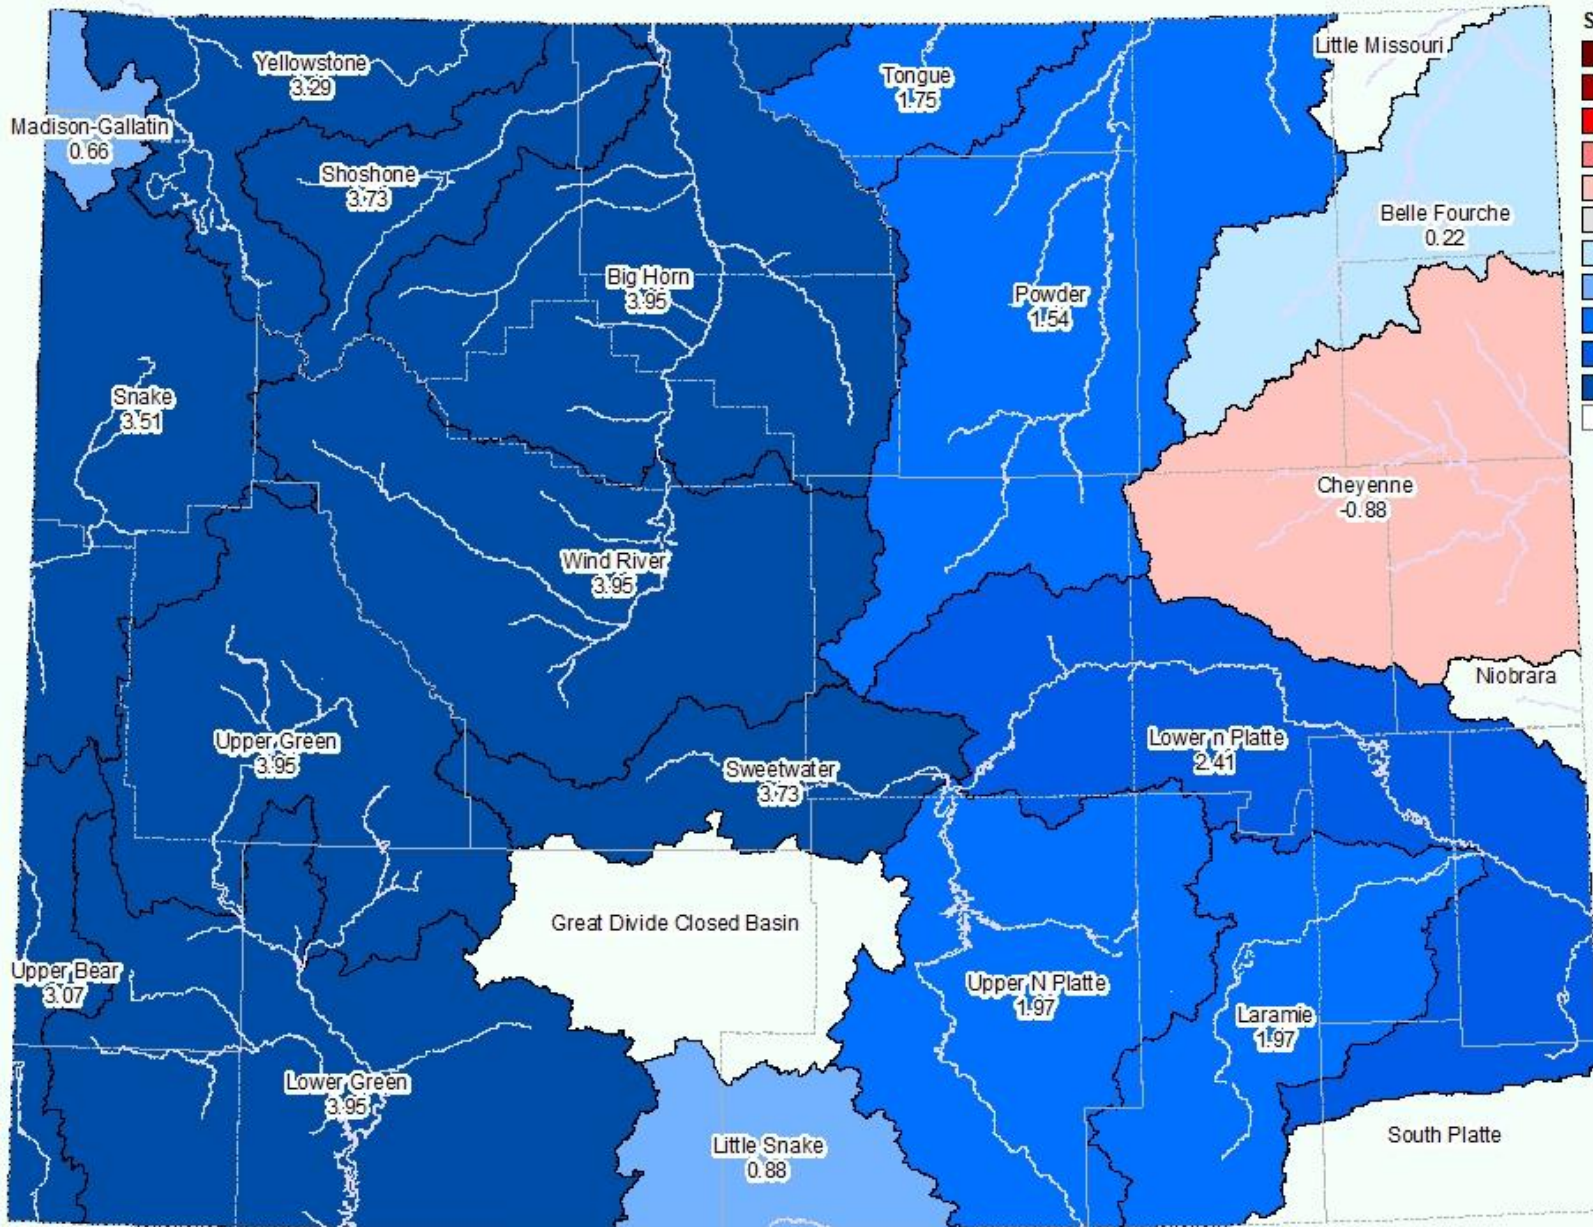 S
Little Missouri
Yellowstone
3.29
Tongue
1.75
Madison-Gallatin
0.66
Shoshone
3.73
Belle Fourche
0.22
Big Horn
3.95
Powder
1.54
Snake
3.51
Cheyenne
-0.88
Wind River
3.95
Niobrara
Upper Green
3.95
Lower n Platte
2.41
Sweetwater
3.73
Great Divide Closed Basin
Upper Bear
3.07
Upper N Platte
1.97
Laramie
1.97
Lower Green
3.95
Little Snake
0.88
South Platte